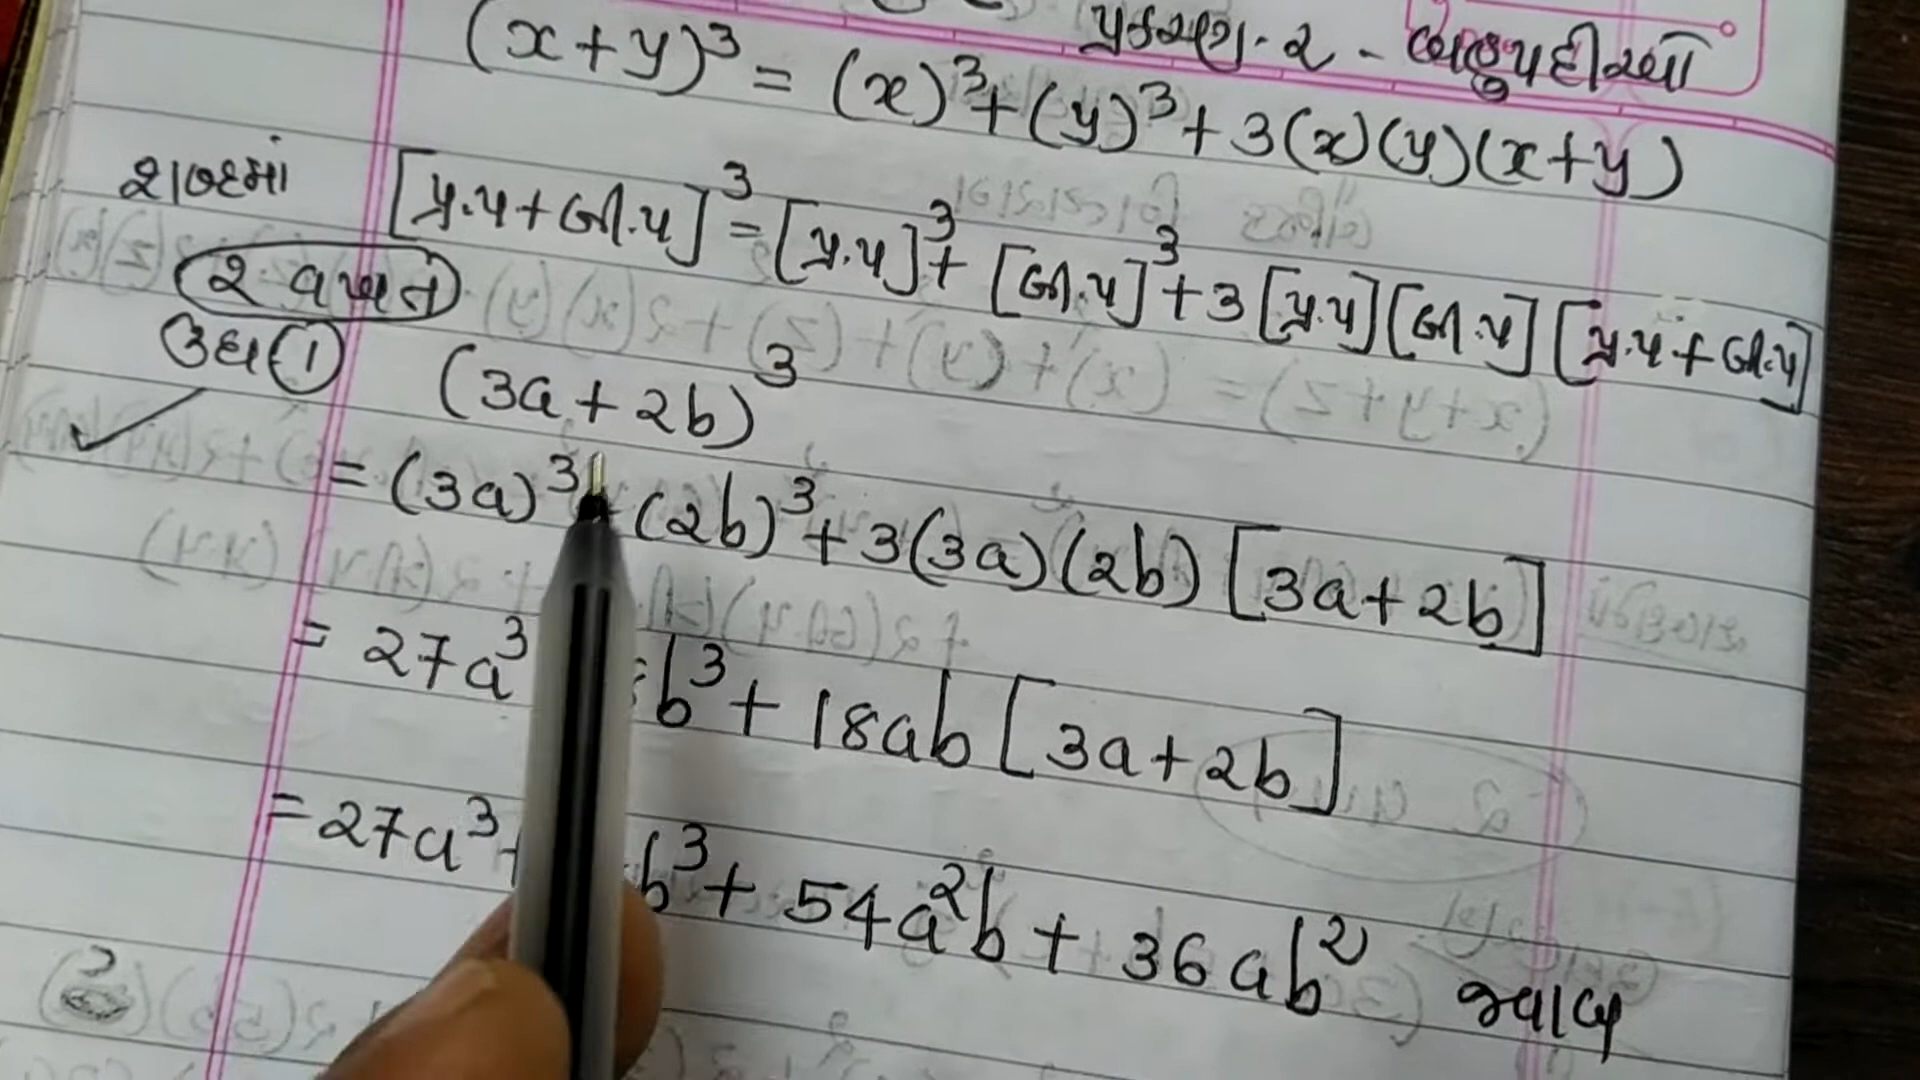 પ્રકરણ-૨ - બહુપદીઓ
(x+y)³ = (x)³+(y)³+3(x)(y)(x+y)
શબ્દમાં [પ્ર.પ+બી.પ]³ = [પ્ર.પ]³+[બી.પ]³+3[પ્ર.પ][બી.પ][પ્ર.પ+બી.પ]
૨ વખત
ઉદા ① (3a+2b)³
= (3a)³ (2b)³+3(3a)(2b)[3a+2b]
= 27a³ b³+18ab[3a+2b]
= 27a³+ b³+54a²b+36ab² જવાબ